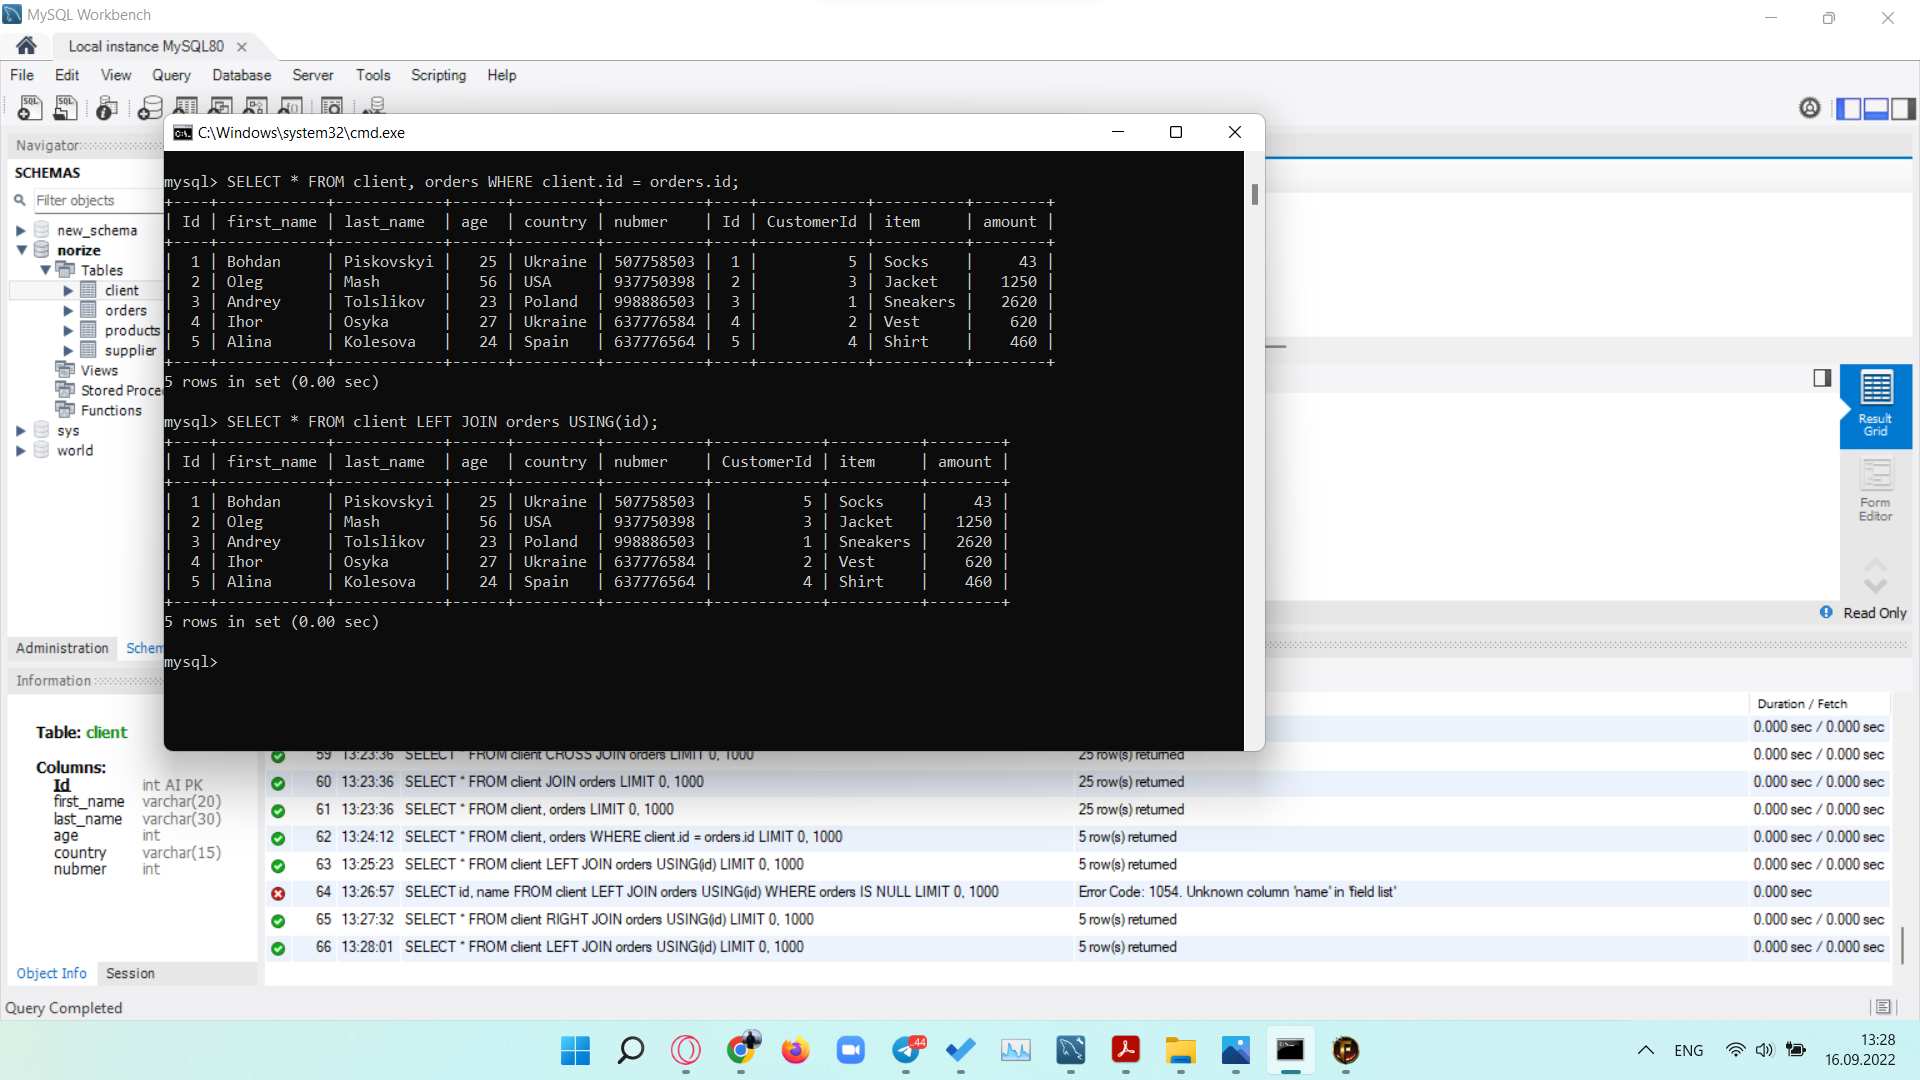 MySQL Workbench
Local instance MySQL80
File Edit View Query Database Server Tools Scripting Help
Navigator
SCHEMAS
Filter objects
new_schema
norize
Tables
client
orders
products
supplier
Views
Stored Proce
Functions
sys
world
Administration Schem
Information
Table: client
Columns:
Id int AI PK
first_name varchar(20)
last_name varchar(30)
age int
country varchar(15)
nubmer int
Object Info Session
Query Completed
C:\Windows\system32\cmd.exe
mysql> SELECT * FROM client, orders WHERE client.id = orders.id;
+----+------------+------------+------+---------+-----------+----+------------+----------+--------+
| Id | first_name | last_name  | age  | country | nubmer    | Id | CustomerId | item     | amount |
+----+------------+------------+------+---------+-----------+----+------------+----------+--------+
|  1 | Bohdan     | Piskovskyi |   25 | Ukraine | 507758503 |  1 |          5 | Socks    |     43 |
|  2 | Oleg       | Mash       |   56 | USA     | 937750398 |  2 |          3 | Jacket   |   1250 |
|  3 | Andrey     | Tolslikov  |   23 | Poland  | 998886503 |  3 |          1 | Sneakers |   2620 |
|  4 | Ihor       | Osyka      |   27 | Ukraine | 637776584 |  4 |          2 | Vest     |    620 |
|  5 | Alina      | Kolesova   |   24 | Spain   | 637776564 |  5 |          4 | Shirt    |    460 |
+----+------------+------------+------+---------+-----------+----+------------+----------+--------+
5 rows in set (0.00 sec)
mysql> SELECT * FROM client LEFT JOIN orders USING(id);
+----+------------+------------+------+---------+-----------+------------+----------+--------+
| Id | first_name | last_name  | age  | country | nubmer    | CustomerId | item     | amount |
+----+------------+------------+------+---------+-----------+------------+----------+--------+
|  1 | Bohdan     | Piskovskyi |   25 | Ukraine | 507758503 |          5 | Socks    |     43 |
|  2 | Oleg       | Mash       |   56 | USA     | 937750398 |          3 | Jacket   |   1250 |
|  3 | Andrey     | Tolslikov  |   23 | Poland  | 998886503 |          1 | Sneakers |   2620 |
|  4 | Ihor       | Osyka      |   27 | Ukraine | 637776584 |          2 | Vest     |    620 |
|  5 | Alina      | Kolesova   |   24 | Spain   | 637776564 |          4 | Shirt    |    460 |
+----+------------+------------+------+---------+-----------+------------+----------+--------+
5 rows in set (0.00 sec)
mysql>
Result
Grid
Form
Editor
Read Only
Duration / Fetch
0.000 sec / 0.000 sec
59 13:23:36 SELECT * FROM client CROSS JOIN orders LIMIT 0, 1000 25 row(s) returned 0.000 sec / 0.000 sec
60 13:23:36 SELECT * FROM client JOIN orders LIMIT 0, 1000 25 row(s) returned 0.000 sec / 0.000 sec
61 13:23:36 SELECT * FROM client, orders LIMIT 0, 1000 25 row(s) returned 0.000 sec / 0.000 sec
62 13:24:12 SELECT * FROM client, orders WHERE client.id = orders.id LIMIT 0, 1000 5 row(s) returned 0.000 sec / 0.000 sec
63 13:25:23 SELECT * FROM client LEFT JOIN orders USING(id) LIMIT 0, 1000 5 row(s) returned 0.000 sec / 0.000 sec
64 13:26:57 SELECT id, name FROM client LEFT JOIN orders USING(id) WHERE orders IS NULL LIMIT 0, 1000 Error Code: 1054. Unknown column 'name' in 'field list' 0.000 sec
65 13:27:32 SELECT * FROM client RIGHT JOIN orders USING(id) LIMIT 0, 1000 5 row(s) returned 0.000 sec / 0.000 sec
66 13:28:01 SELECT * FROM client LEFT JOIN orders USING(id) LIMIT 0, 1000 5 row(s) returned 0.000 sec / 0.000 sec
..44
ENG
13:28
16.09.2022